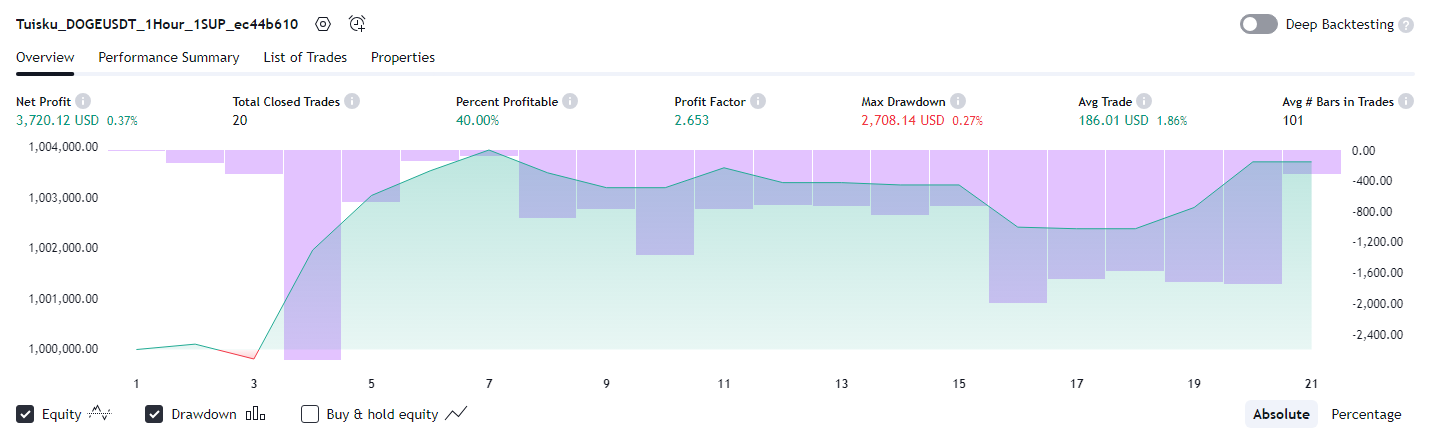 Tuisku_DOGEUSDT_1Hour_1SUP_ec44b610 Deep Backtesting ?
Overview Performance Summary List of Trades Properties
Net Profit i Total Closed Trades i Percent Profitable i Profit Factor i Max Drawdown i Avg Trade i Avg # Bars in Trades i
3,720.12 USD 0.37% 20 40.00% 2.653 2,708.14 USD 0.27% 186.01 USD 1.86% 101
1,004,000.00 0.00
1,003,000.00 -400.00
-800.00
1,002,000.00 -1,200.00
1,001,000.00 -1,600.00
-2,000.00
1,000,000.00 -2,400.00
1 3 5 7 9 11 13 15 17 19 21
Equity Drawdown Buy & hold equity Absolute Percentage